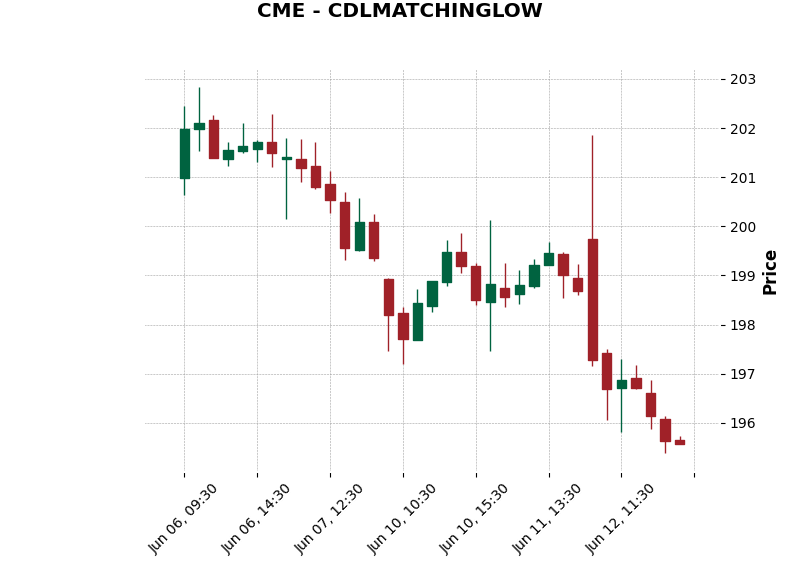 CME - CDLMATCHINGLOW
203
202
201
200
199
198
197
196
Price
Jun 06, 09:30
Jun 06, 14:30
Jun 07, 12:30
Jun 10, 10:30
Jun 10, 15:30
Jun 11, 13:30
Jun 12, 11:30